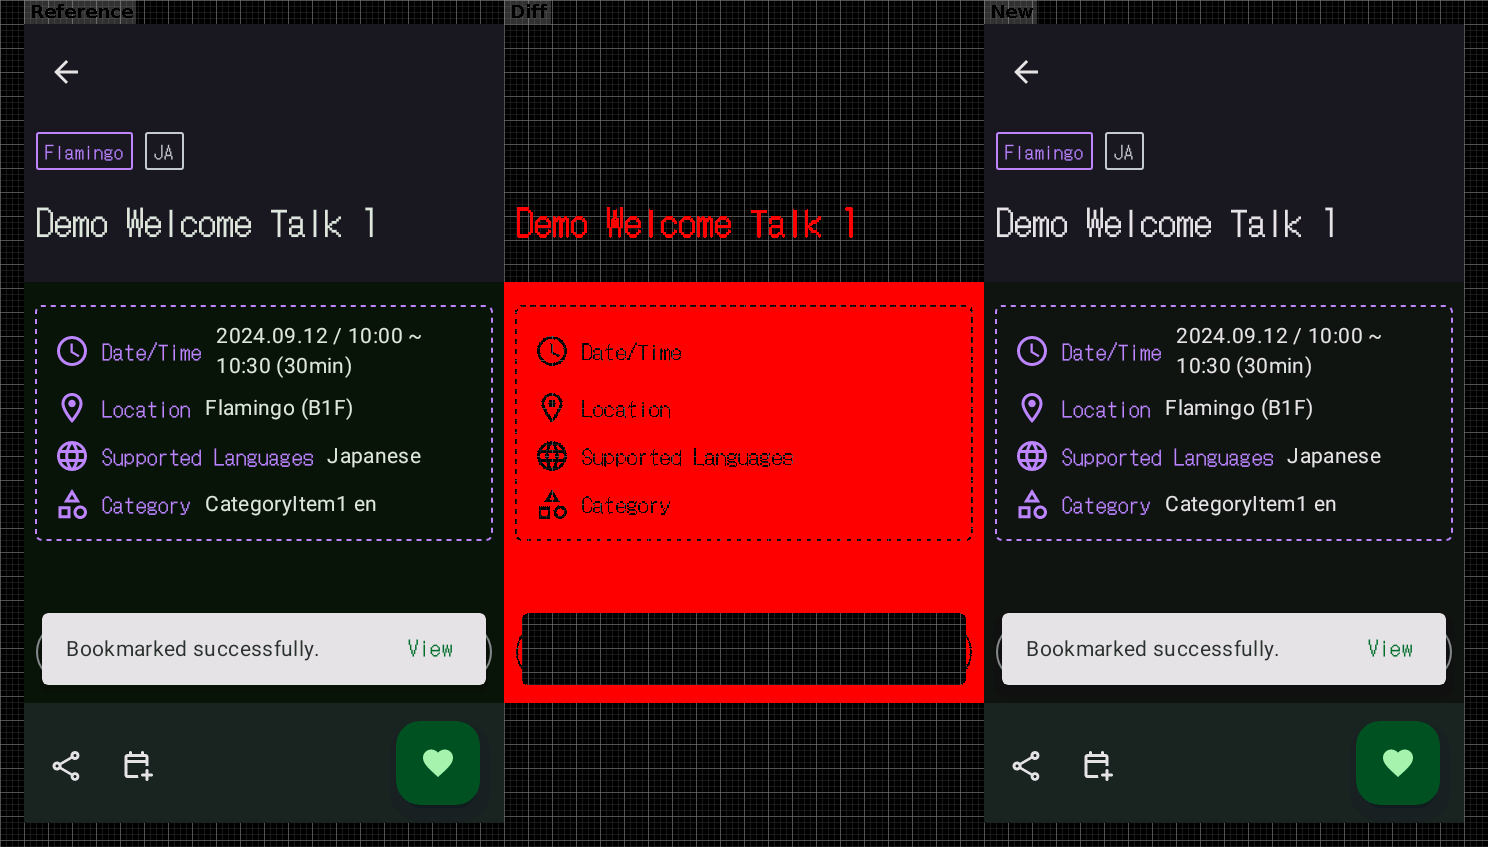 Reference
Diff
New
Flamingo JA
Demo Welcome Talk 1
Date/Time 2024.09.12 / 10:00 ~
10:30 (30min)
Location Flamingo (B1F)
Supported Languages Japanese
Category CategoryItem1 en
Bookmarked successfully. View
Demo Welcome Talk 1
Date/Time
Location
Supported Languages
Category
Flamingo JA
Demo Welcome Talk 1
Date/Time 2024.09.12 / 10:00 ~
10:30 (30min)
Location Flamingo (B1F)
Supported Languages Japanese
Category CategoryItem1 en
Bookmarked successfully. View